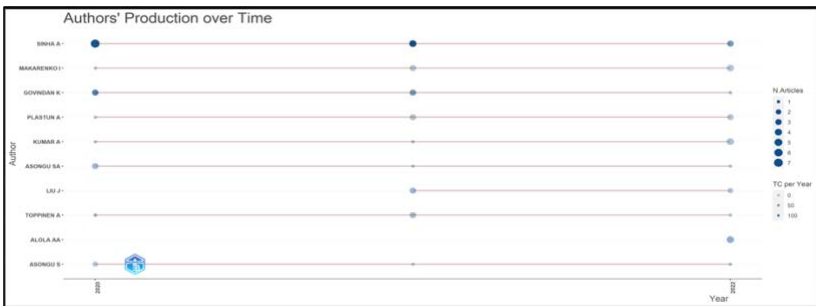 Authors' Production over Time
SINHA A
MAKARENKO I
GOVINDAN K
PLASTUN A
KUMAR A
ASONGU SA
LIU J
TOPPINEN A
ALOLA AA
ASONGU S
Author
N.Articles
1
2
3
4
5
6
7
TC per Year
0
50
100
2020
2022
Year